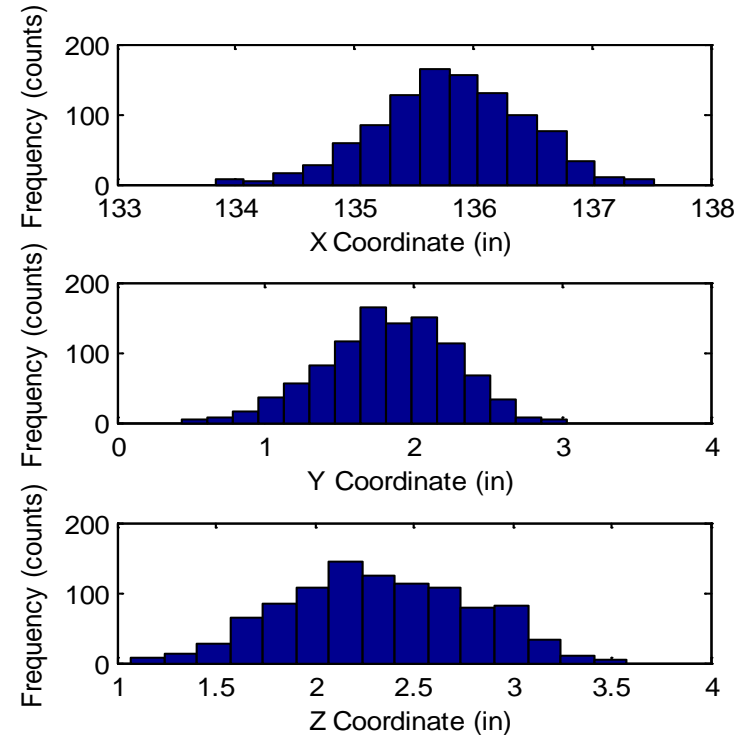 Frequency (counts)
200
100
0
133 134 135 136 137 138
X Coordinate (in)
Frequency (counts)
200
100
0
0 1 2 3 4
Y Coordinate (in)
Frequency (counts)
200
100
0
1 1.5 2 2.5 3 3.5 4
Z Coordinate (in)